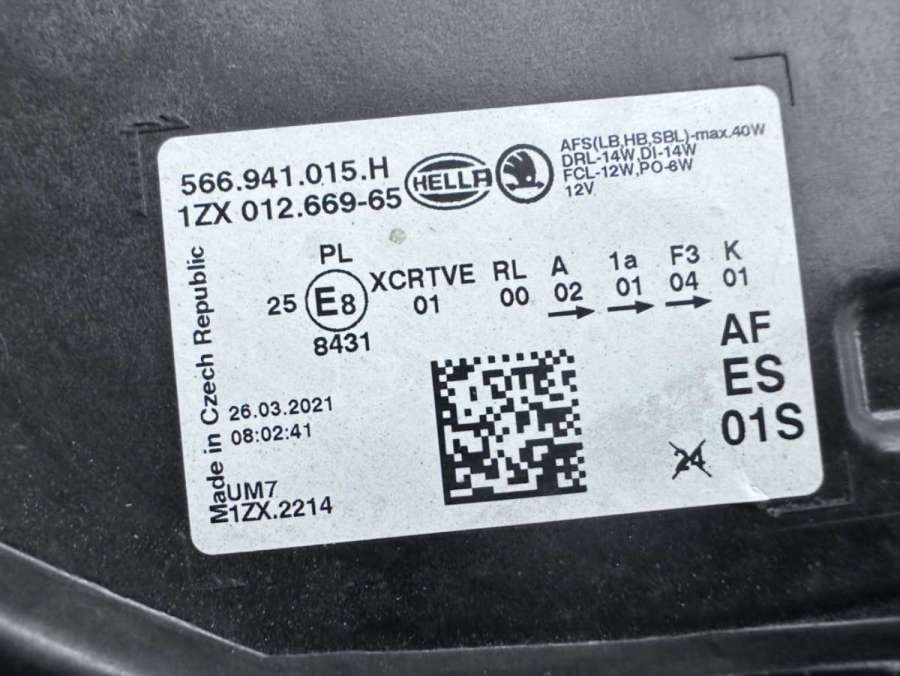 566.941.015.H
1ZX 012.669-65
HELLA
AFS(LB,HB,SBL)-max.40W
DRL-14W,DI-14W
FCL-12W,PO-6W
12V
PL
25 E8
8431
XCRTVE RL A 1a F3 K
01 00 02 01 04 01
AF
ES
01S
Made in Czech Republic
26.03.2021
08:02:41
UM7
1ZX.2214
24